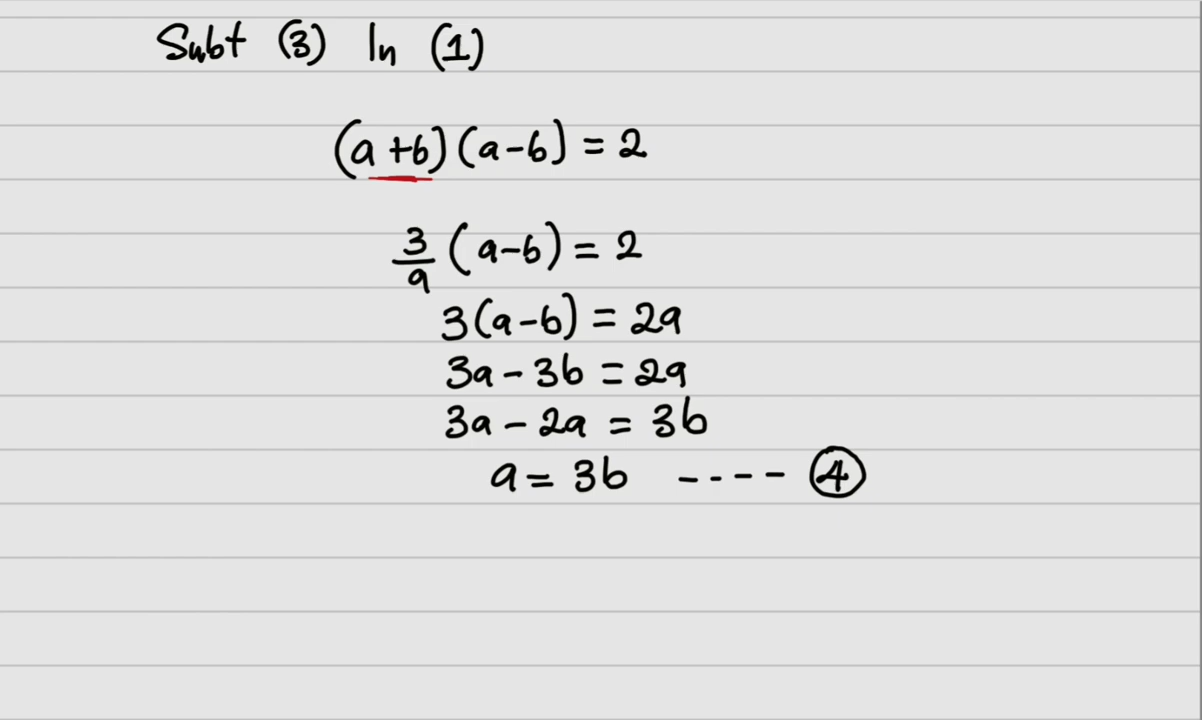 Subt (3) In (1)
(a+b)(a-b) = 2
3/a (a-b) = 2
3(a-b) = 2a
3a - 3b = 2a
3a - 2a = 3b
a = 3b ---- ④